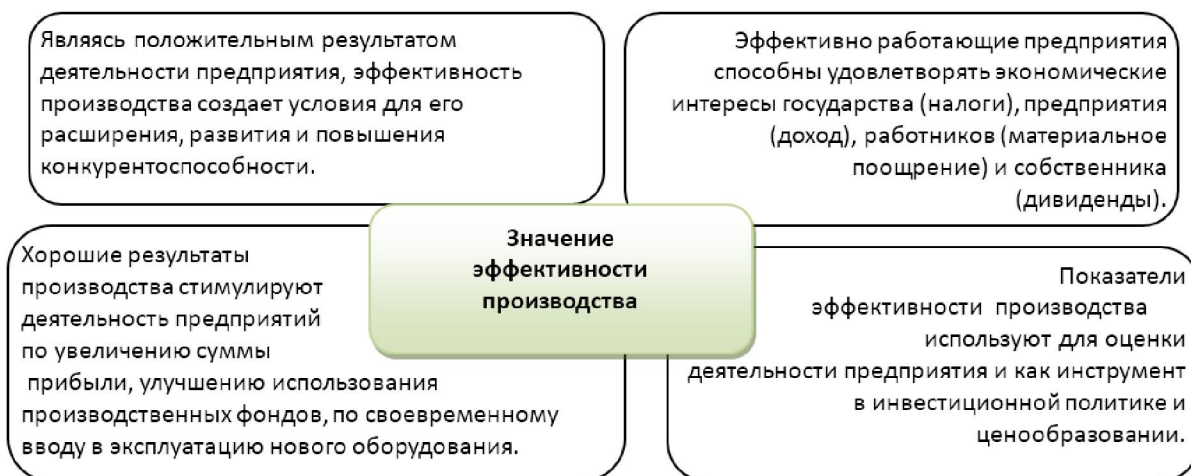 Являясь положительным результатом
деятельности предприятия, эффективность
производства создает условия для его
расширения, развития и повышения
конкурентоспособности.
Эффективно работающие предприятия
способны удовлетворять экономические
интересы государства (налоги), предприятия
(доход), работников (материальное
поощрение) и собственника
(дивиденды).
Значение
эффективности
производства
Хорошие результаты
производства стимулируют
деятельность предприятий
по увеличению суммы
прибыли, улучшению использования
производственных фондов, по своевременному
вводу в эксплуатацию нового оборудования.
Показатели
эффективности производства
используют для оценки
деятельности предприятия и как инструмент
в инвестиционной политике и
ценообразовании.